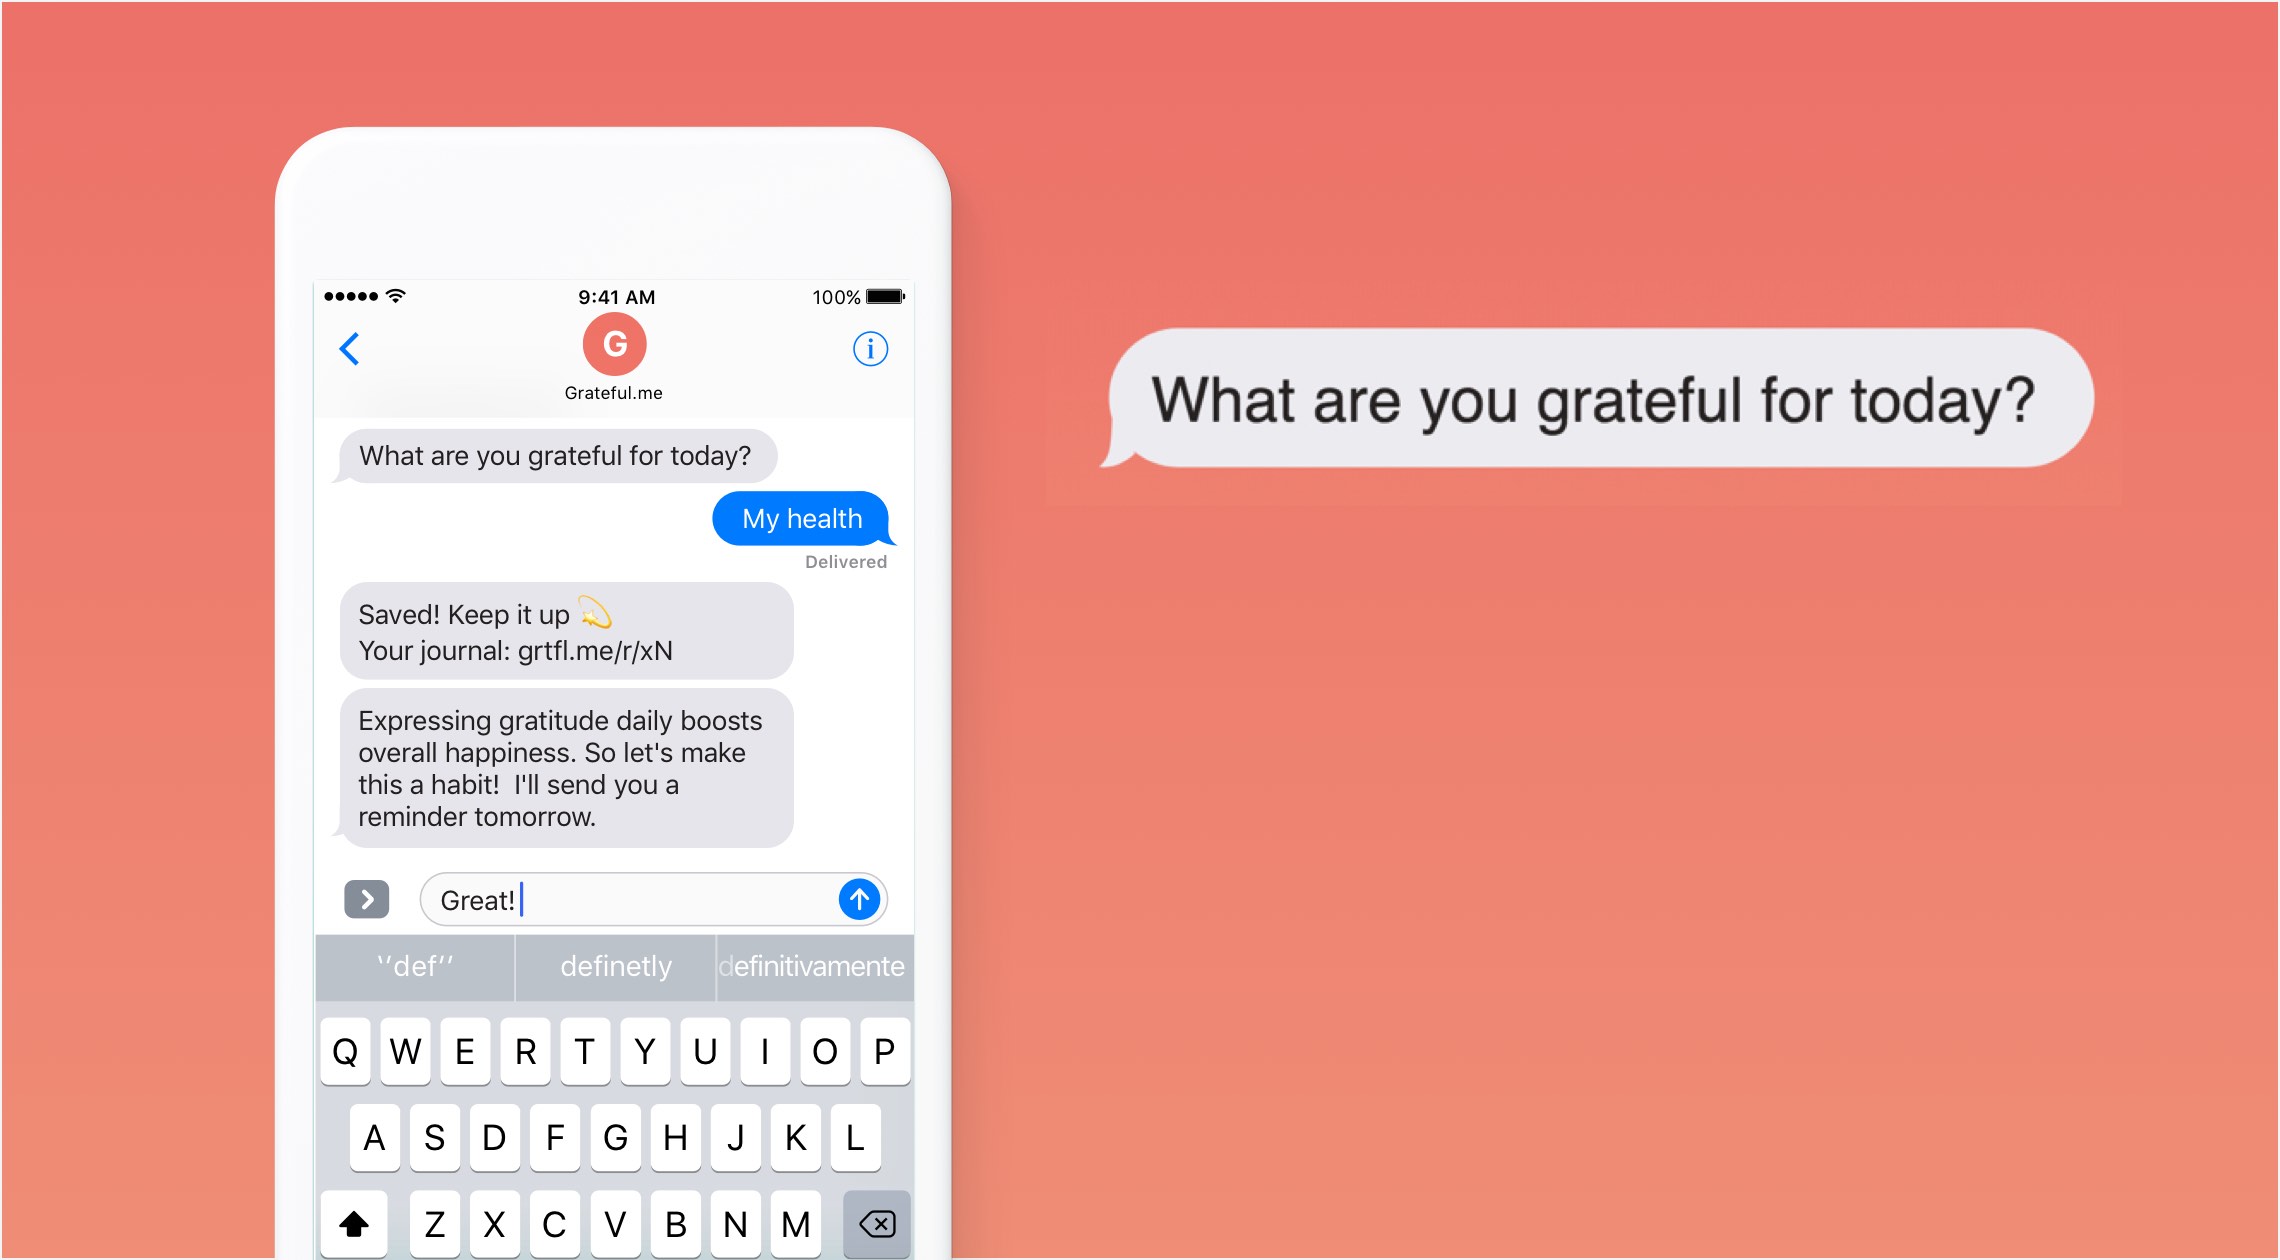 9:41 AM
100%
G
Grateful.me
What are you grateful for today?
My health
Delivered
Saved! Keep it up 💫
Your journal: grtfl.me/r/xN
Expressing gratitude daily boosts
overall happiness. So let's make
this a habit!  I'll send you a
reminder tomorrow.
Great!
‘‘def’’ definetly definitivamente
Q W E R T Y U I O P
A S D F G H J K L
Z X C V B N M
What are you grateful for today?